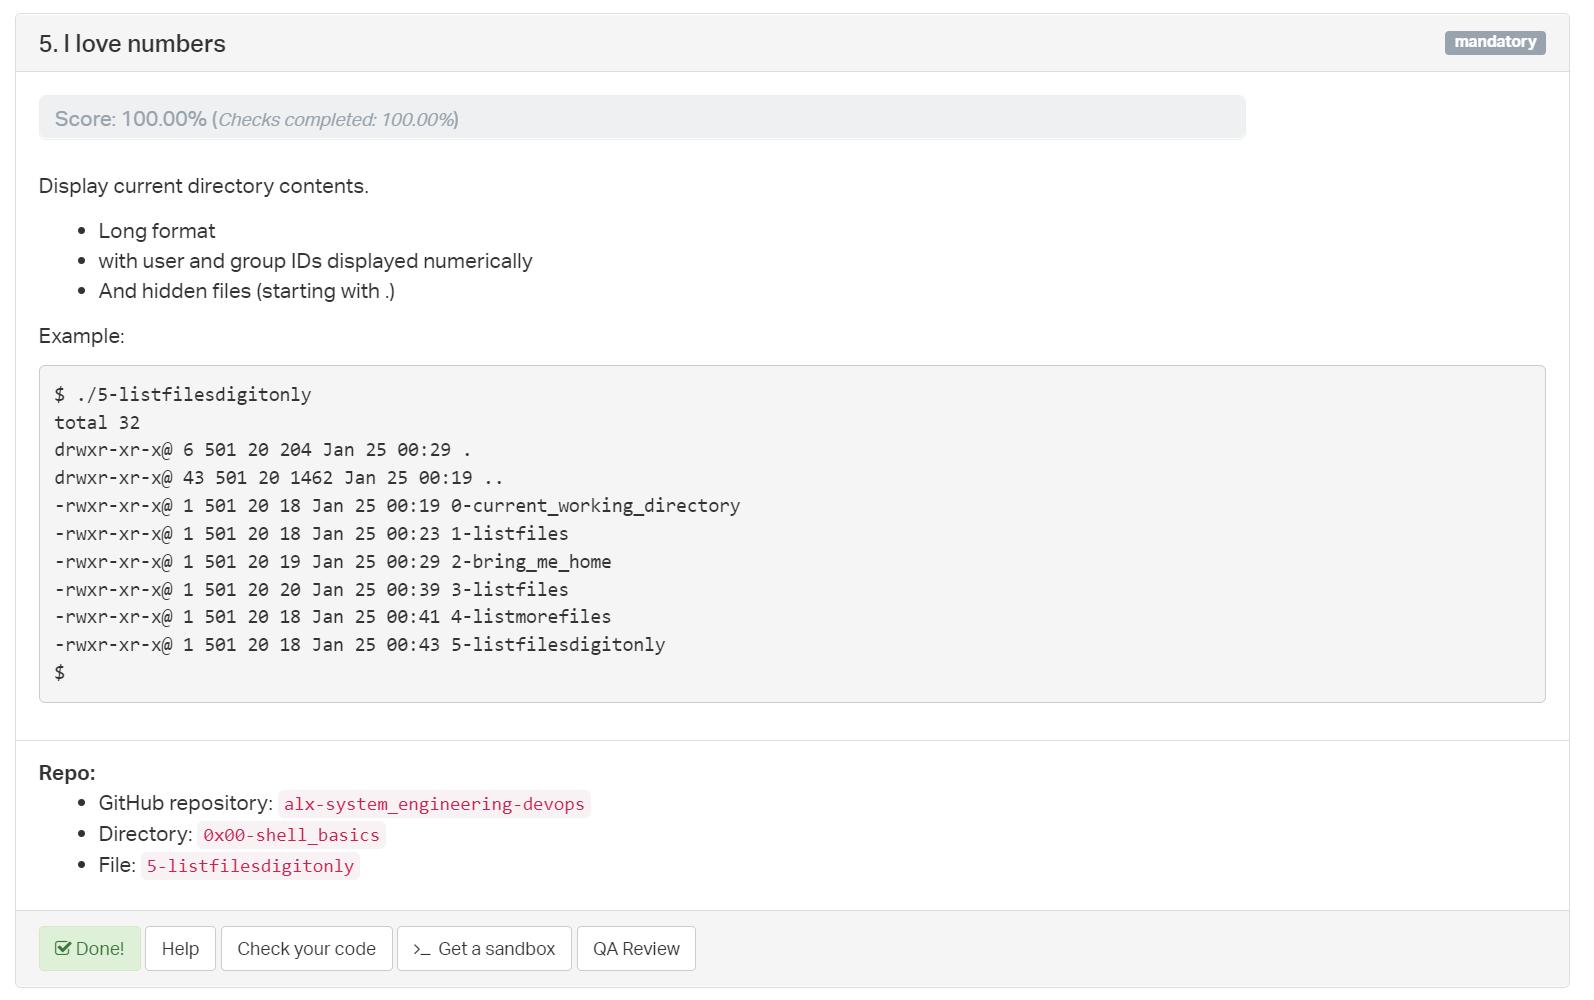 5. I love numbers
mandatory
Score: 100.00% (Checks completed: 100.00%)
Display current directory contents.
• Long format
• with user and group IDs displayed numerically
• And hidden files (starting with .)
Example:
$ ./5-listfilesdigitonly
total 32
drwxr-xr-x@ 6 501 20 204 Jan 25 00:29 .
drwxr-xr-x@ 43 501 20 1462 Jan 25 00:19 ..
-rwxr-xr-x@ 1 501 20 18 Jan 25 00:19 0-current_working_directory
-rwxr-xr-x@ 1 501 20 18 Jan 25 00:23 1-listfiles
-rwxr-xr-x@ 1 501 20 19 Jan 25 00:29 2-bring_me_home
-rwxr-xr-x@ 1 501 20 20 Jan 25 00:39 3-listfiles
-rwxr-xr-x@ 1 501 20 18 Jan 25 00:41 4-listmorefiles
-rwxr-xr-x@ 1 501 20 18 Jan 25 00:43 5-listfilesdigitonly
$
Repo:
• GitHub repository: alx-system_engineering-devops
• Directory: 0x00-shell_basics
• File: 5-listfilesdigitonly
Done! Help Check your code >_ Get a sandbox QA Review